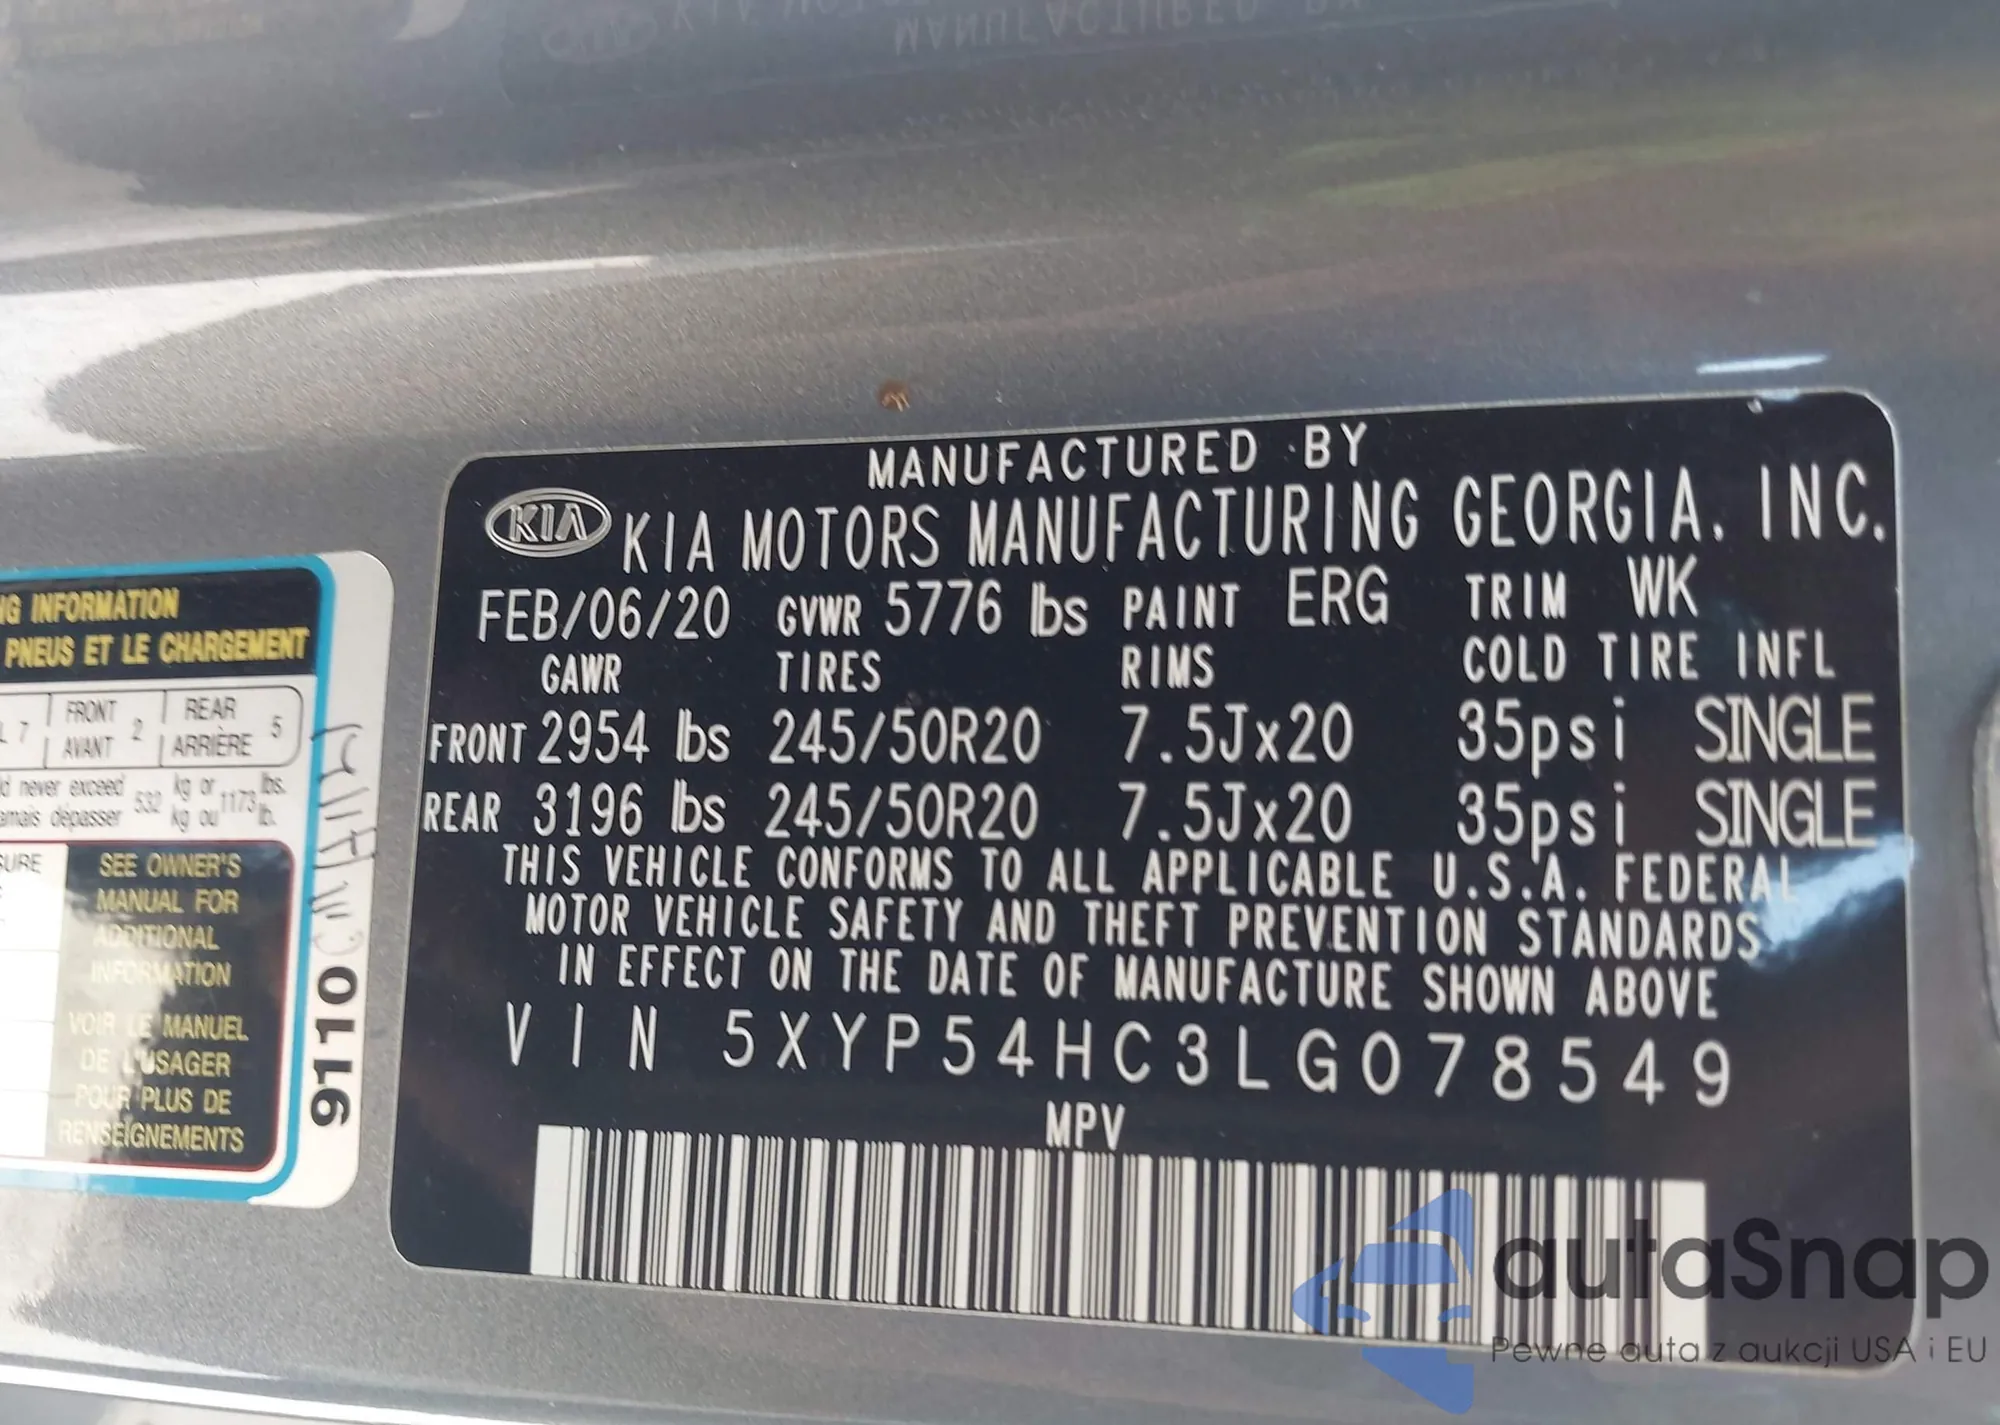 MANUFACTURED BY
KIA KIA MOTORS MANUFACTURING GEORGIA, INC.
FEB/06/20 GVWR 5776 lbs PAINT ERG TRIM WK
GAWR TIRES RIMS COLD TIRE INFL
FRONT 2954 lbs 245/50R20 7.5Jx20 35psi SINGLE
REAR 3196 lbs 245/50R20 7.5Jx20 35psi SINGLE
THIS VEHICLE CONFORMS TO ALL APPLICABLE U.S.A. FEDERAL
MOTOR VEHICLE SAFETY AND THEFT PREVENTION STANDARDS
IN EFFECT ON THE DATE OF MANUFACTURE SHOWN ABOVE
VIN 5XYP54HC3LG078549
MPV
INFORMATION
PNEUS ET LE CHARGEMENT
7 FRONT 2 REAR 5
AVANT ARRIÈRE
never exceed 532 kg or 1173 lbs.
dépasser kg ou lb.
SEE OWNER'S
MANUAL FOR
ADDITIONAL
INFORMATION
VOIR LE MANUEL
DE L'USAGER
POUR PLUS DE
RENSEIGNEMENTS
9110
autaSnap
Pewne auta z aukcji USA i EU